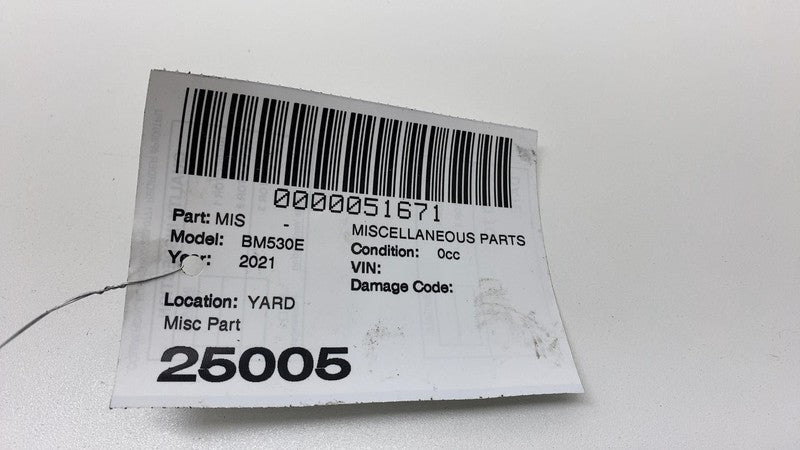 0000051671
Part: MIS - MISCELLANEOUS PARTS
Model: BM530E Condition: 0cc
Year: 2021 VIN:
Damage Code:
Location: YARD
Misc Part
25005